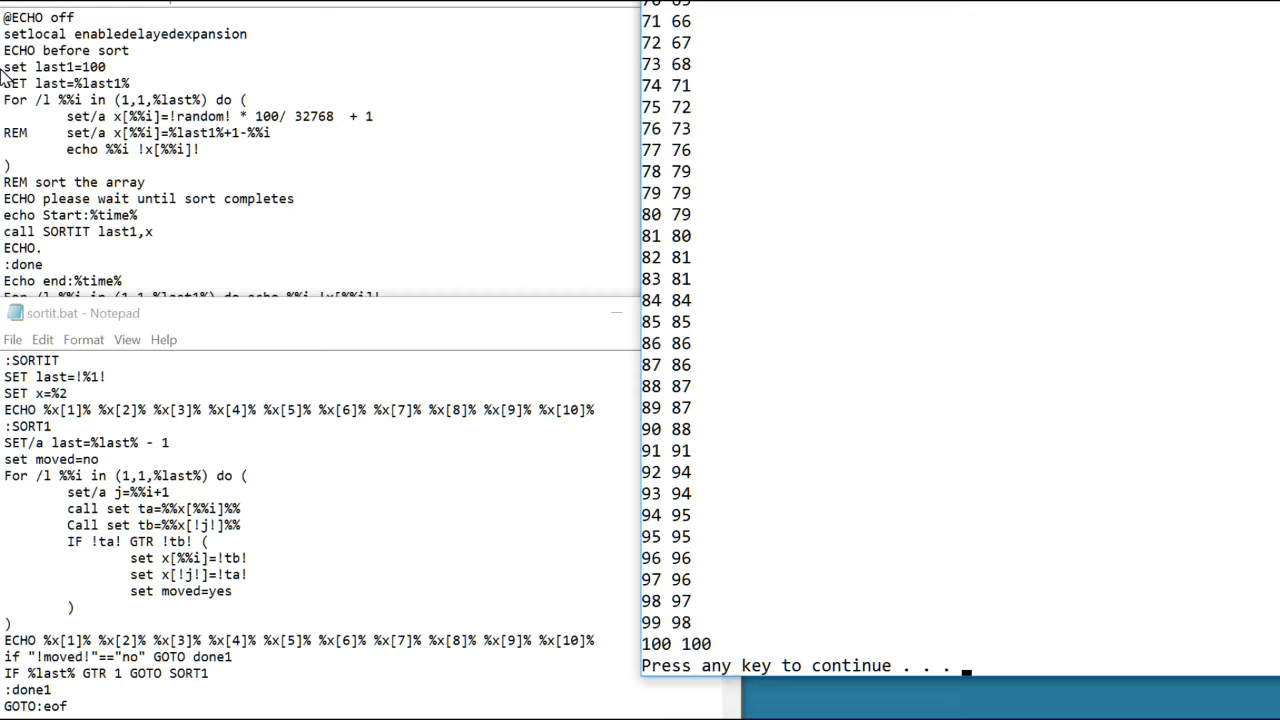 @ECHO off
setlocal enabledelayedexpansion
ECHO before sort
set last1=100
SET last=%last1%
For /l %%i in (1,1,%last%) do (
set/a x[%%i]=!random! * 100/ 32768  + 1
REM     set/a x[%%i]=%last1%+1-%%i
echo %%i !x[%%i]!
)
REM sort the array
ECHO please wait until sort completes
echo Start:%time%
call SORTIT last1,x
ECHO.
:done
Echo end:%time%
For /l %%i in (1,1,%last1%) do echo %%i !x[%%i]!
sortit.bat - Notepad
File Edit Format View Help
:SORTIT
SET last=!%1!
SET x=%2
ECHO %x[1]% %x[2]% %x[3]% %x[4]% %x[5]% %x[6]% %x[7]% %x[8]% %x[9]% %x[10]%
:SORT1
SET/a last=%last% - 1
set moved=no
For /l %%i in (1,1,%last%) do (
set/a j=%%i+1
call set ta=%%x[%%i]%%
Call set tb=%%x[!j!]%%
IF !ta! GTR !tb! (
set x[%%i]=!tb!
set x[!j!]=!ta!
set moved=yes
)
)
ECHO %x[1]% %x[2]% %x[3]% %x[4]% %x[5]% %x[6]% %x[7]% %x[8]% %x[9]% %x[10]%
if "!moved!"=="no" GOTO done1
IF %last% GTR 1 GOTO SORT1
:done1
GOTO:eof
71 66
72 67
73 68
74 71
75 72
76 73
77 76
78 79
79 79
80 79
81 80
82 81
83 81
84 84
85 85
86 86
87 86
88 87
89 87
90 88
91 91
92 94
93 94
94 95
95 95
96 96
97 96
98 97
99 98
100 100
Press any key to continue . . .